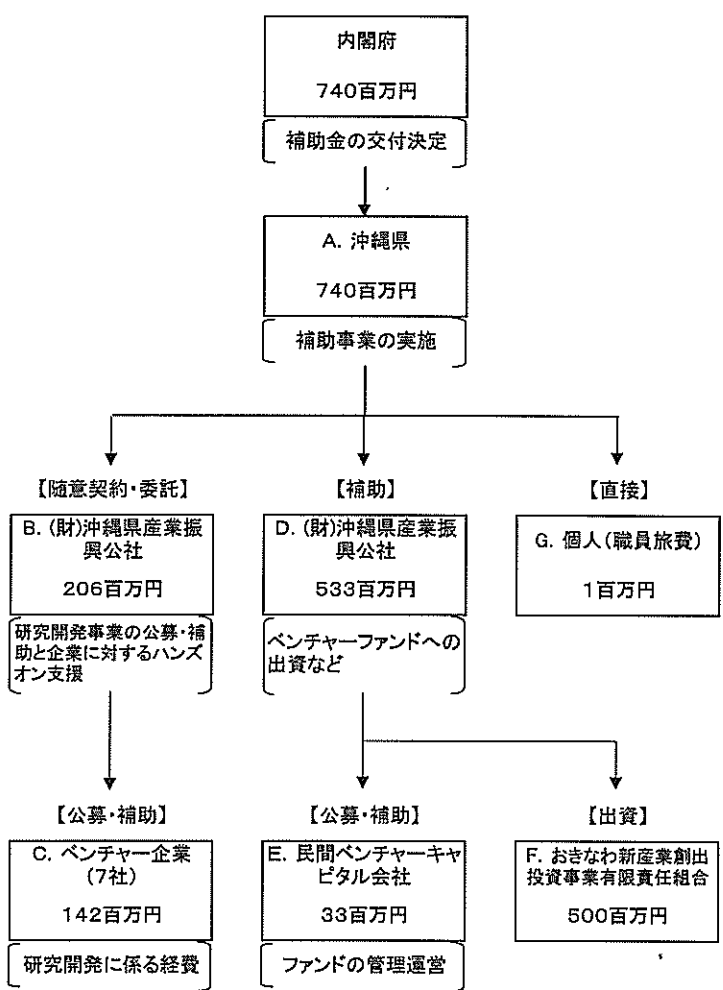 内閣府
740百万円
補助金の交付決定
A. 沖縄県
740百万円
補助事業の実施
【随意契約・委託】
B. (財)沖縄県産業振
興公社
206百万円
研究開発事業の公募・補
助と企業に対するハンズ
オン支援
【補助】
D. (財)沖縄県産業振
興公社
533百万円
ベンチャーファンドへの
出資など
【直接】
G. 個人(職員旅費)
1百万円
【公募・補助】
C. ベンチャー企業
(7社)
142百万円
研究開発に係る経費
【公募・補助】
E. 民間ベンチャーキャ
ピタル会社
33百万円
ファンドの管理運営
【出資】
F. おきなわ新産業創出
投資事業有限責任組合
500百万円